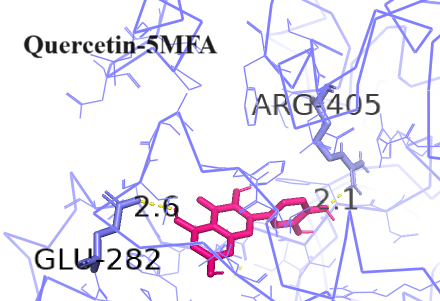 Quercetin-5MFA
ARG-405
2.6
2.1
GLU-282